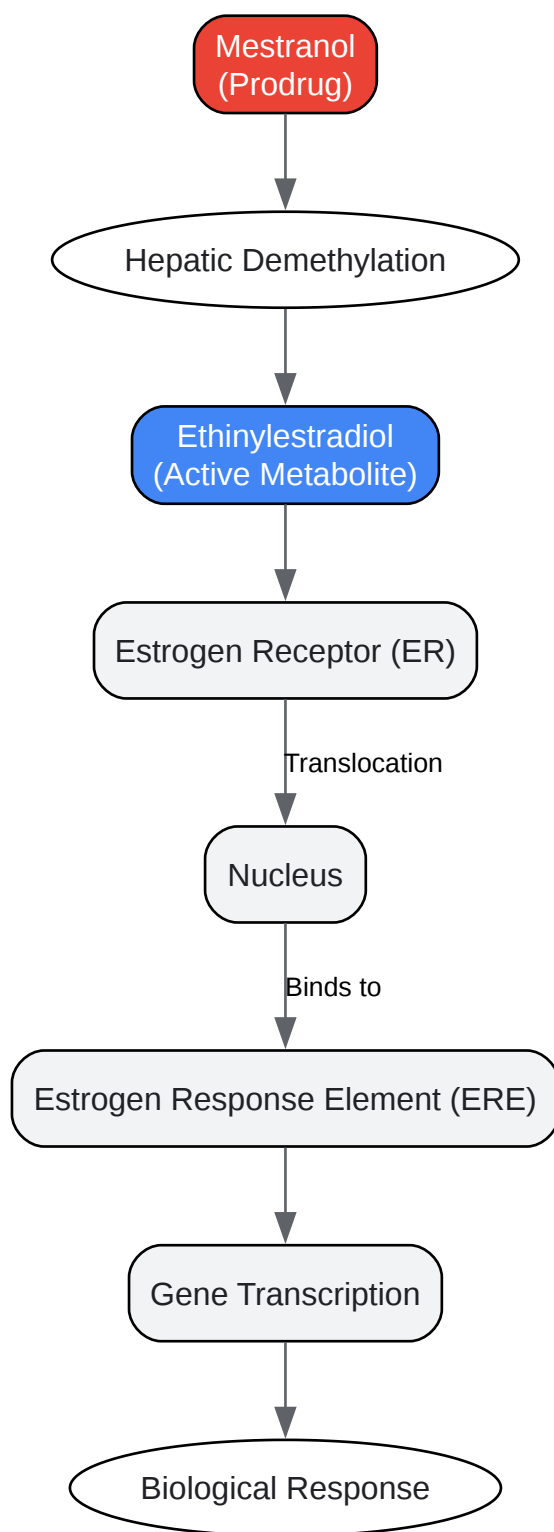 Mestranol
(Prodrug)
Hepatic Demethylation
Ethinylestradiol
(Active Metabolite)
Estrogen Receptor (ER)
Translocation
Nucleus
Binds to
Estrogen Response Element (ERE)
Gene Transcription
Biological Response